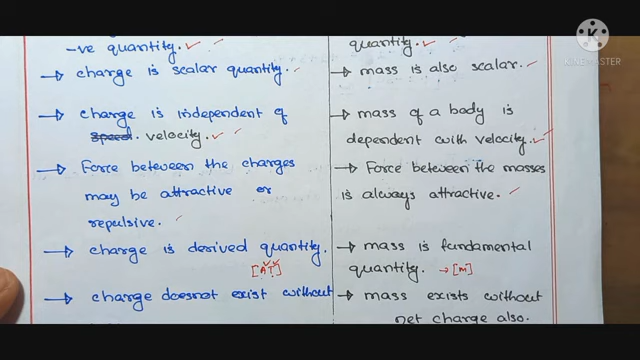 -ve quantity.
→ charge is scalar quantity.
→ charge is independent of
speed. velocity.
→ Force between the charges
may be attractive or
repulsive.
→ charge is derived quantity.
[AT]
→ charge doesnot exist without
quantity.
→ mass is also scalar.
→ mass of a body is
dependent with velocity.
→ Force between the masses
is always attractive.
→ mass is fundamental
quantity. → [M]
→ mass exists without
net charge also.
KINEMASTER